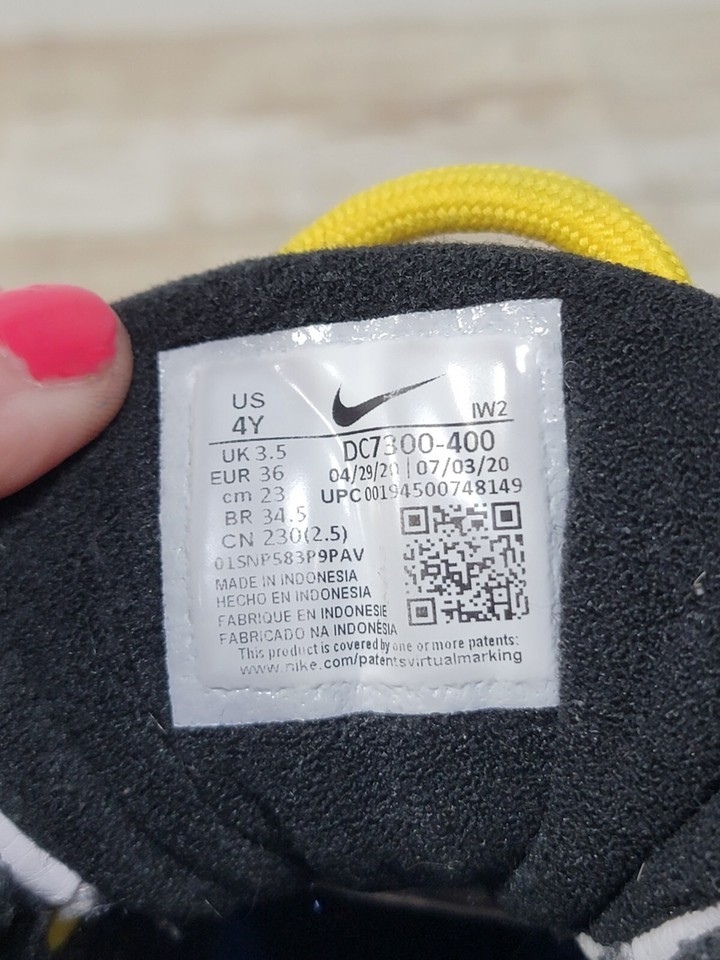 US
4Y
IW2
UK 3.5
DC7300-400
EUR 36
04/29/20 | 07/03/20
cm 23
UPC 00194500748149
BR 34.5
CN 230(2.5)
01SNP583P9PAV
MADE IN INDONESIA
HECHO EN INDONESIA
FABRIQUE EN INDONESIE
FABRICADO NA INDONÉSIA
This product is covered by one or more patents:
www.nike.com/patentsvirtualmarking